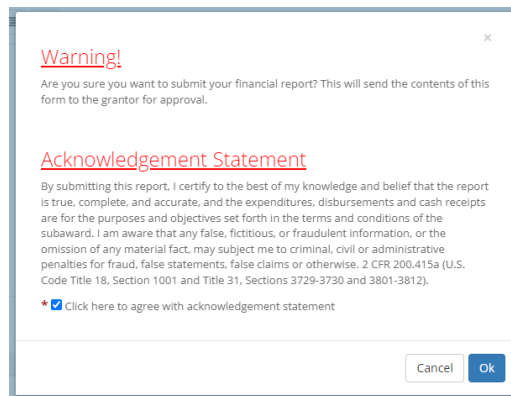 ×
Warning!
Are you sure you want to submit your financial report? This will send the contents of this
form to the grantor for approval.
Acknowledgement Statement
By submitting this report, I certify to the best of my knowledge and belief that the report
is true, complete, and accurate, and the expenditures, disbursements and cash receipts
are for the purposes and objectives set forth in the terms and conditions of the
subaward. I am aware that any false, fictitious, or fraudulent information, or the
omission of any material fact, may subject me to criminal, civil or administrative
penalties for fraud, false statements, false claims or otherwise. 2 CFR 200.415a (U.S.
Code Title 18, Section 1001 and Title 31, Sections 3729-3730 and 3801-3812).
* Click here to agree with acknowledgement statement
Cancel Ok